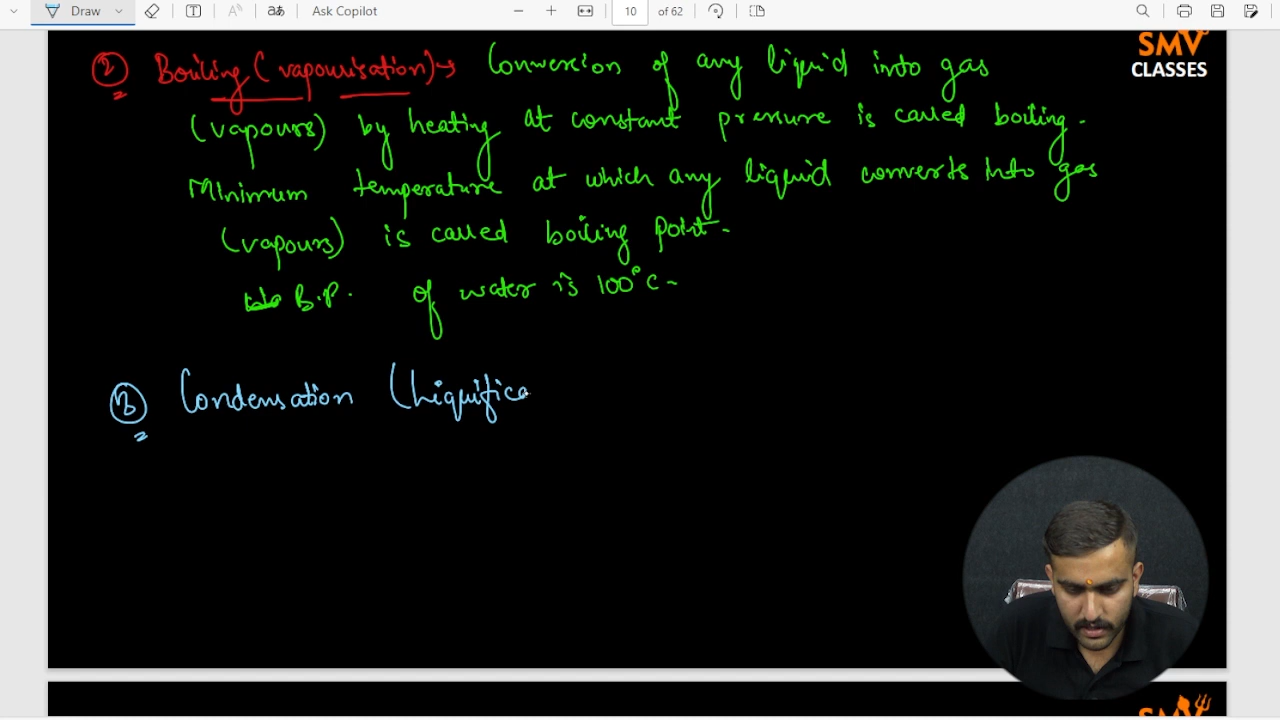 Draw
Ask Copilot
10 of 62
SMV
CLASSES
② Boiling (vapourisation)→ Conversion of any liquid into gas
(vapours) by heating at constant pressure is called boiling.
Minimum temperature at which any liquid converts into gas
(vapours) is called boiling point.
B.P. of water is 100°C.
③ Condensation (Liquifica
SMV